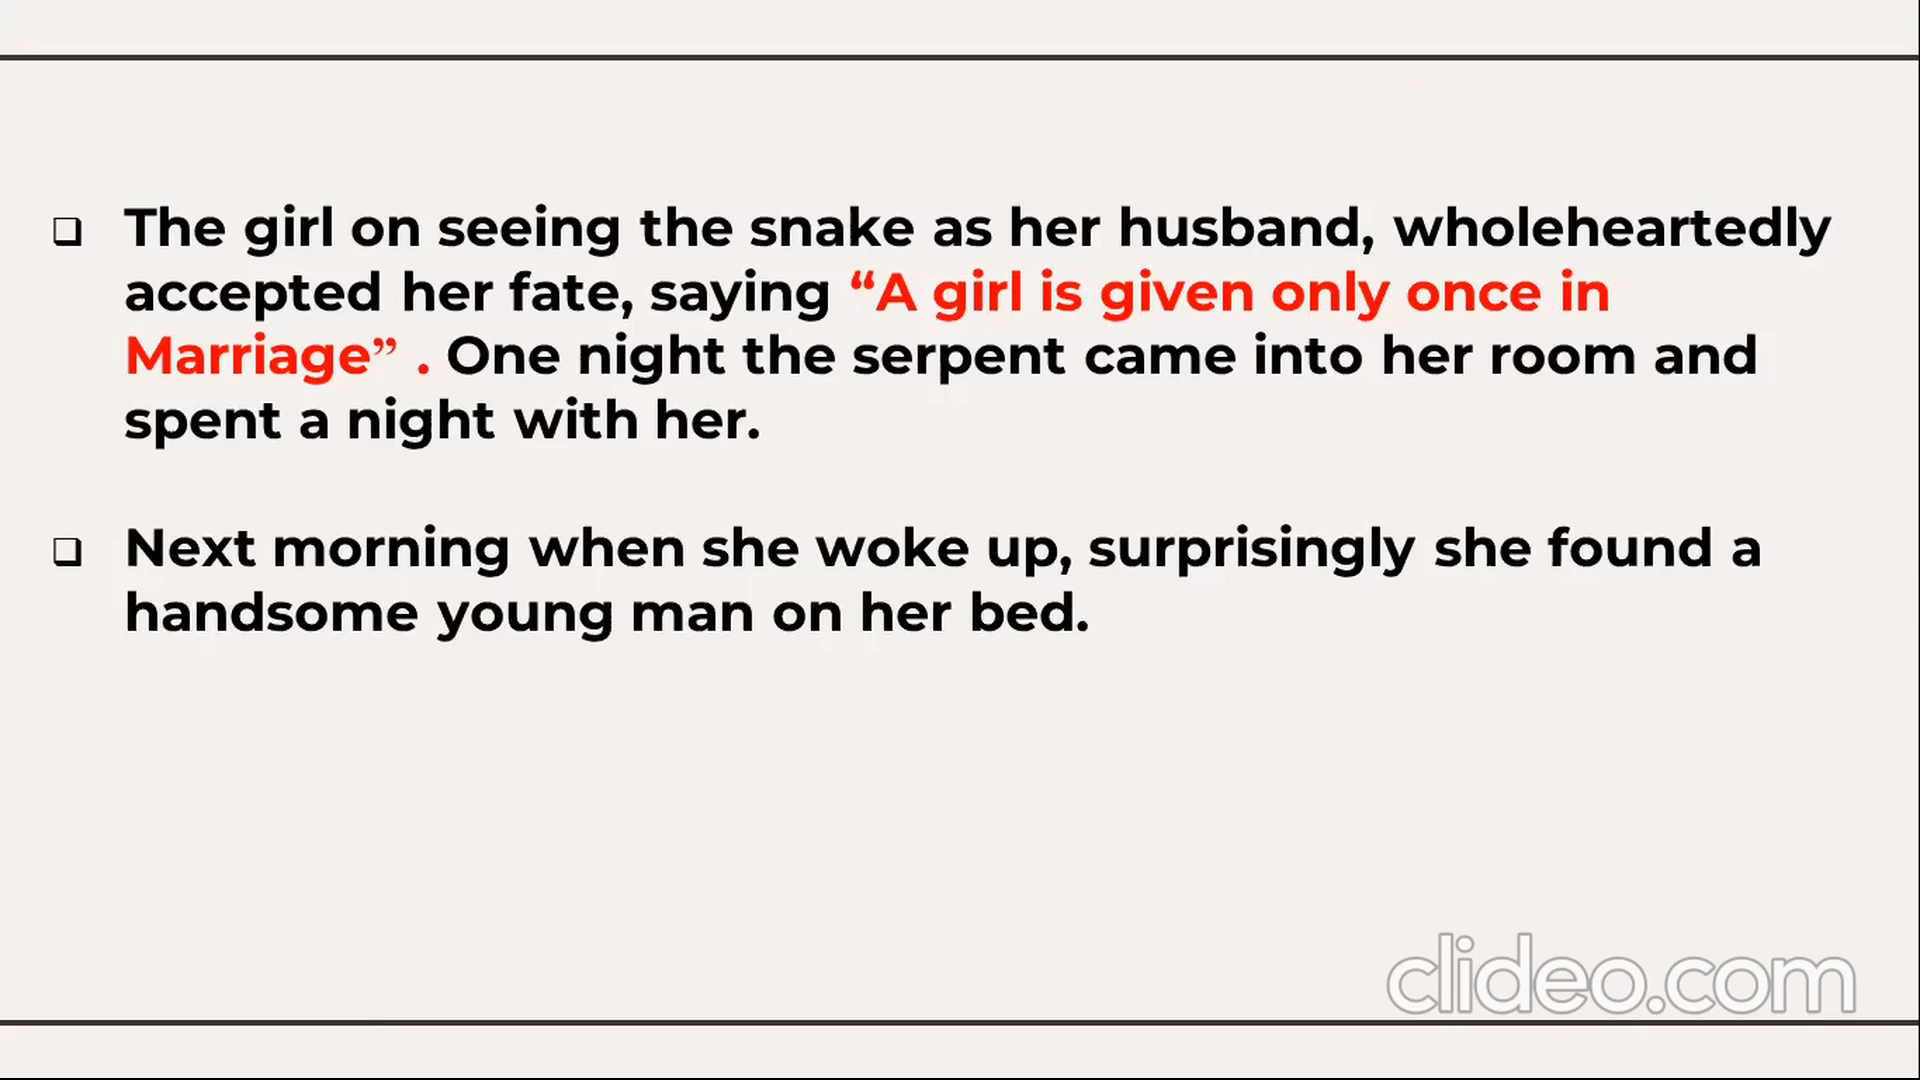 ❑ The girl on seeing the snake as her husband, wholeheartedly
accepted her fate, saying “A girl is given only once in
Marriage” . One night the serpent came into her room and
spent a night with her.
❑ Next morning when she woke up, surprisingly she found a
handsome young man on her bed.
clideo.com